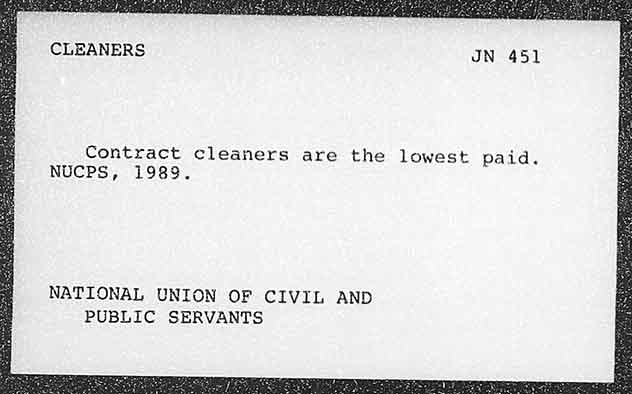 CLEANERS
JN 451
Contract cleaners are the lowest paid.
NUCPS, 1989.
NATIONAL UNION OF CIVIL AND
PUBLIC SERVANTS